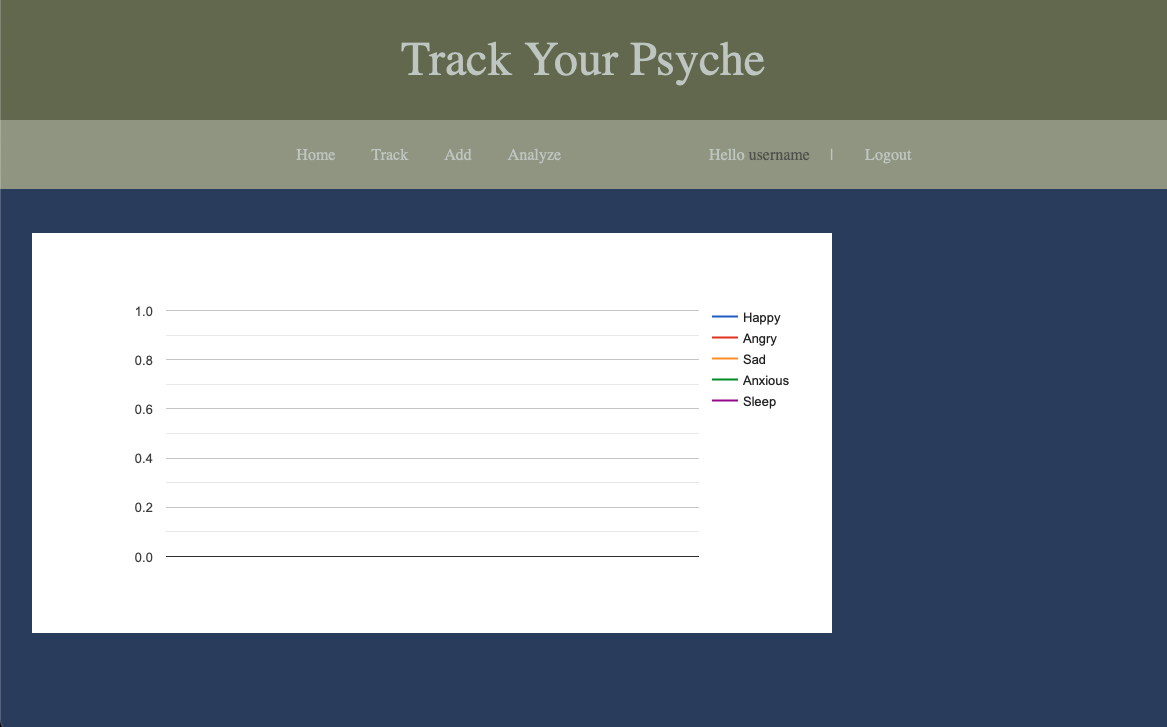 Track Your Psyche
Home Track Add Analyze Hello username | Logout
1.0
0.8
0.6
0.4
0.2
0.0
Happy
Angry
Sad
Anxious
Sleep